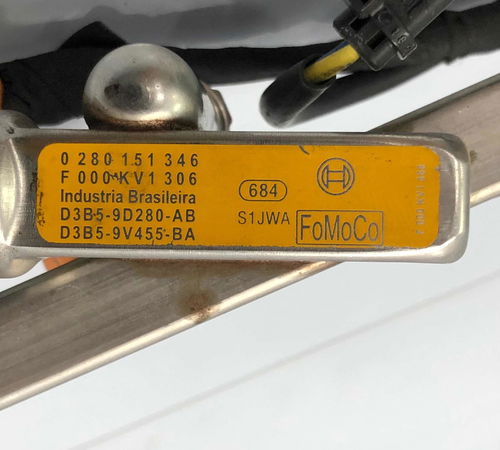 0 280 151 346
F 000 KV1 306
Industria Brasileira
D3B5-9D280-AB
D3B5-9V455-BA
684
S1JWA
FoMoCo